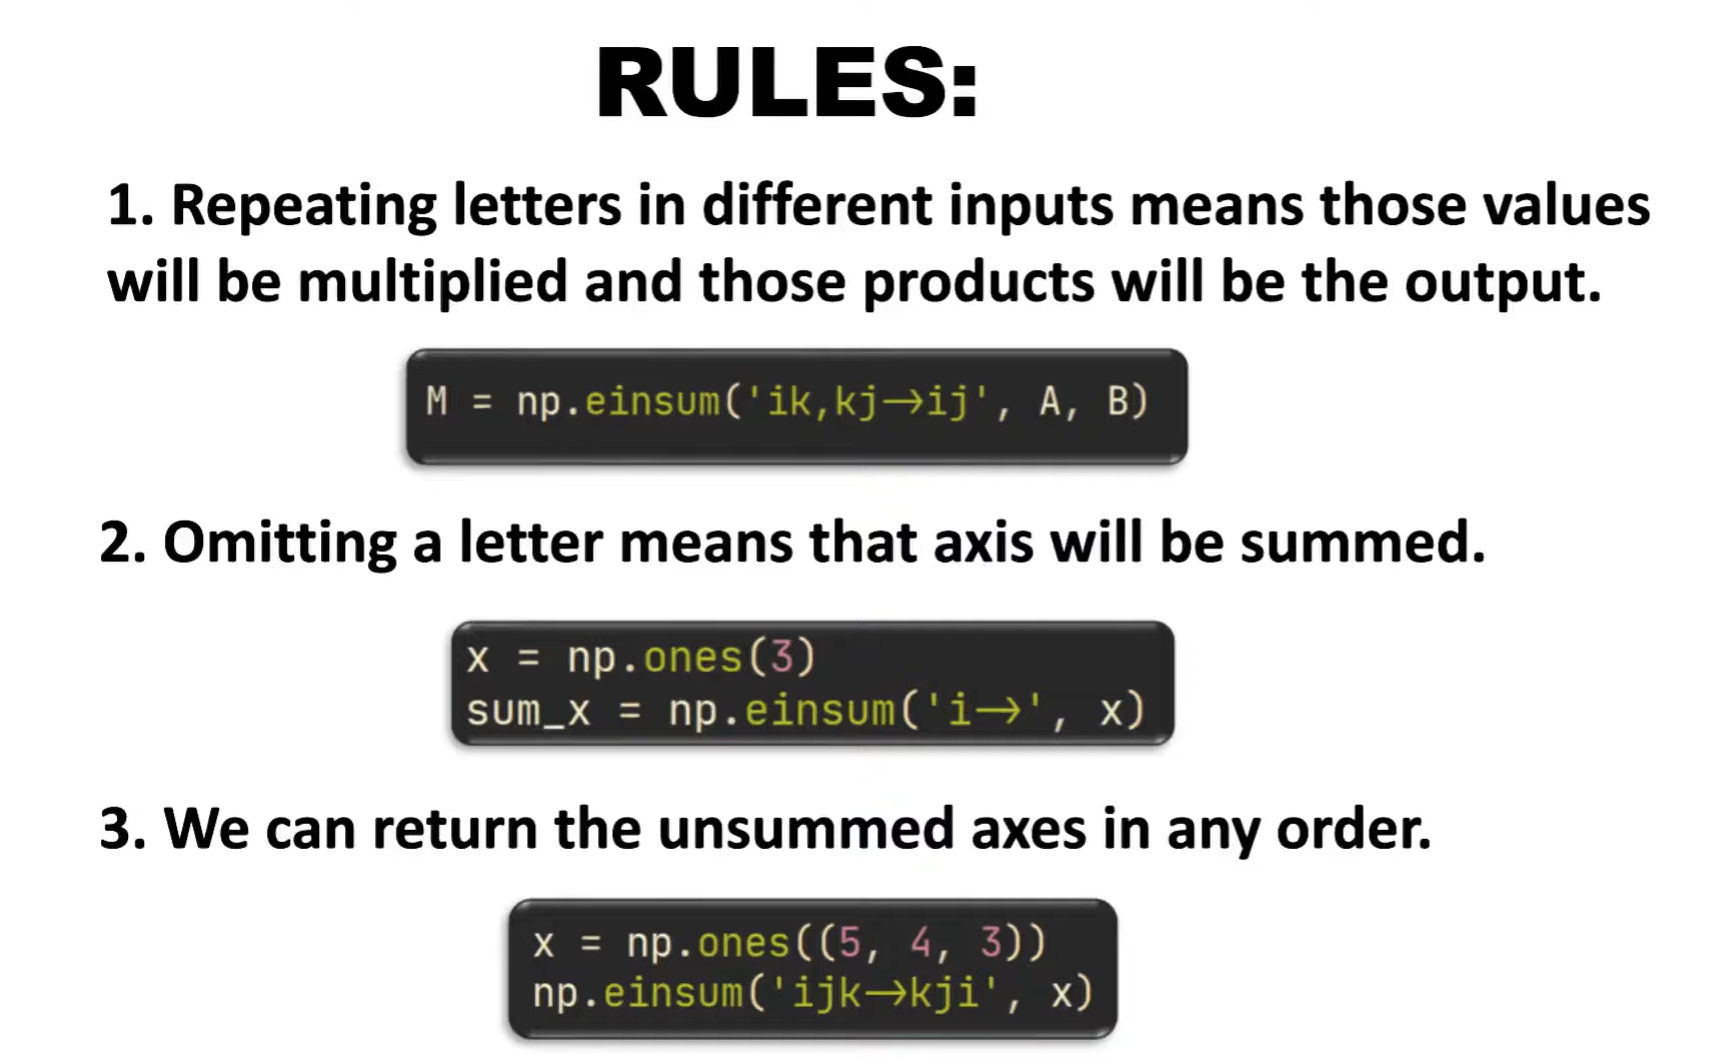 RULES:
1. Repeating letters in different inputs means those values
will be multiplied and those products will be the output.
M = np.einsum('ik,kj→ij', A, B)
2. Omitting a letter means that axis will be summed.
x = np.ones(3)
sum_x = np.einsum('i→', x)
3. We can return the unsummed axes in any order.
x = np.ones((5, 4, 3))
np.einsum('ijk→kji', x)